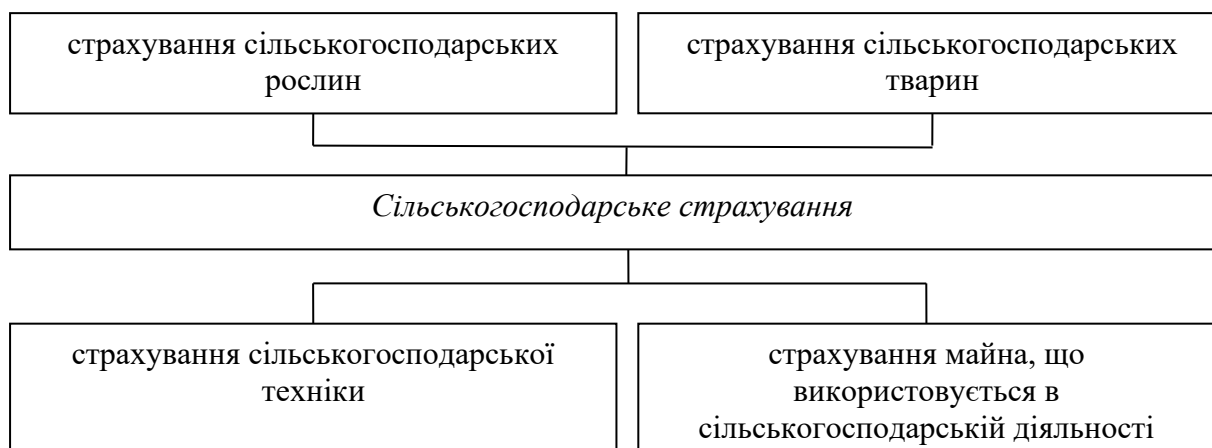 страхування сільськогосподарських
рослин
страхування сільськогосподарських
тварин
Сільськогосподарське страхування
страхування сільськогосподарської
техніки
страхування майна, що
використовується в
сільськогосподарській діяльності